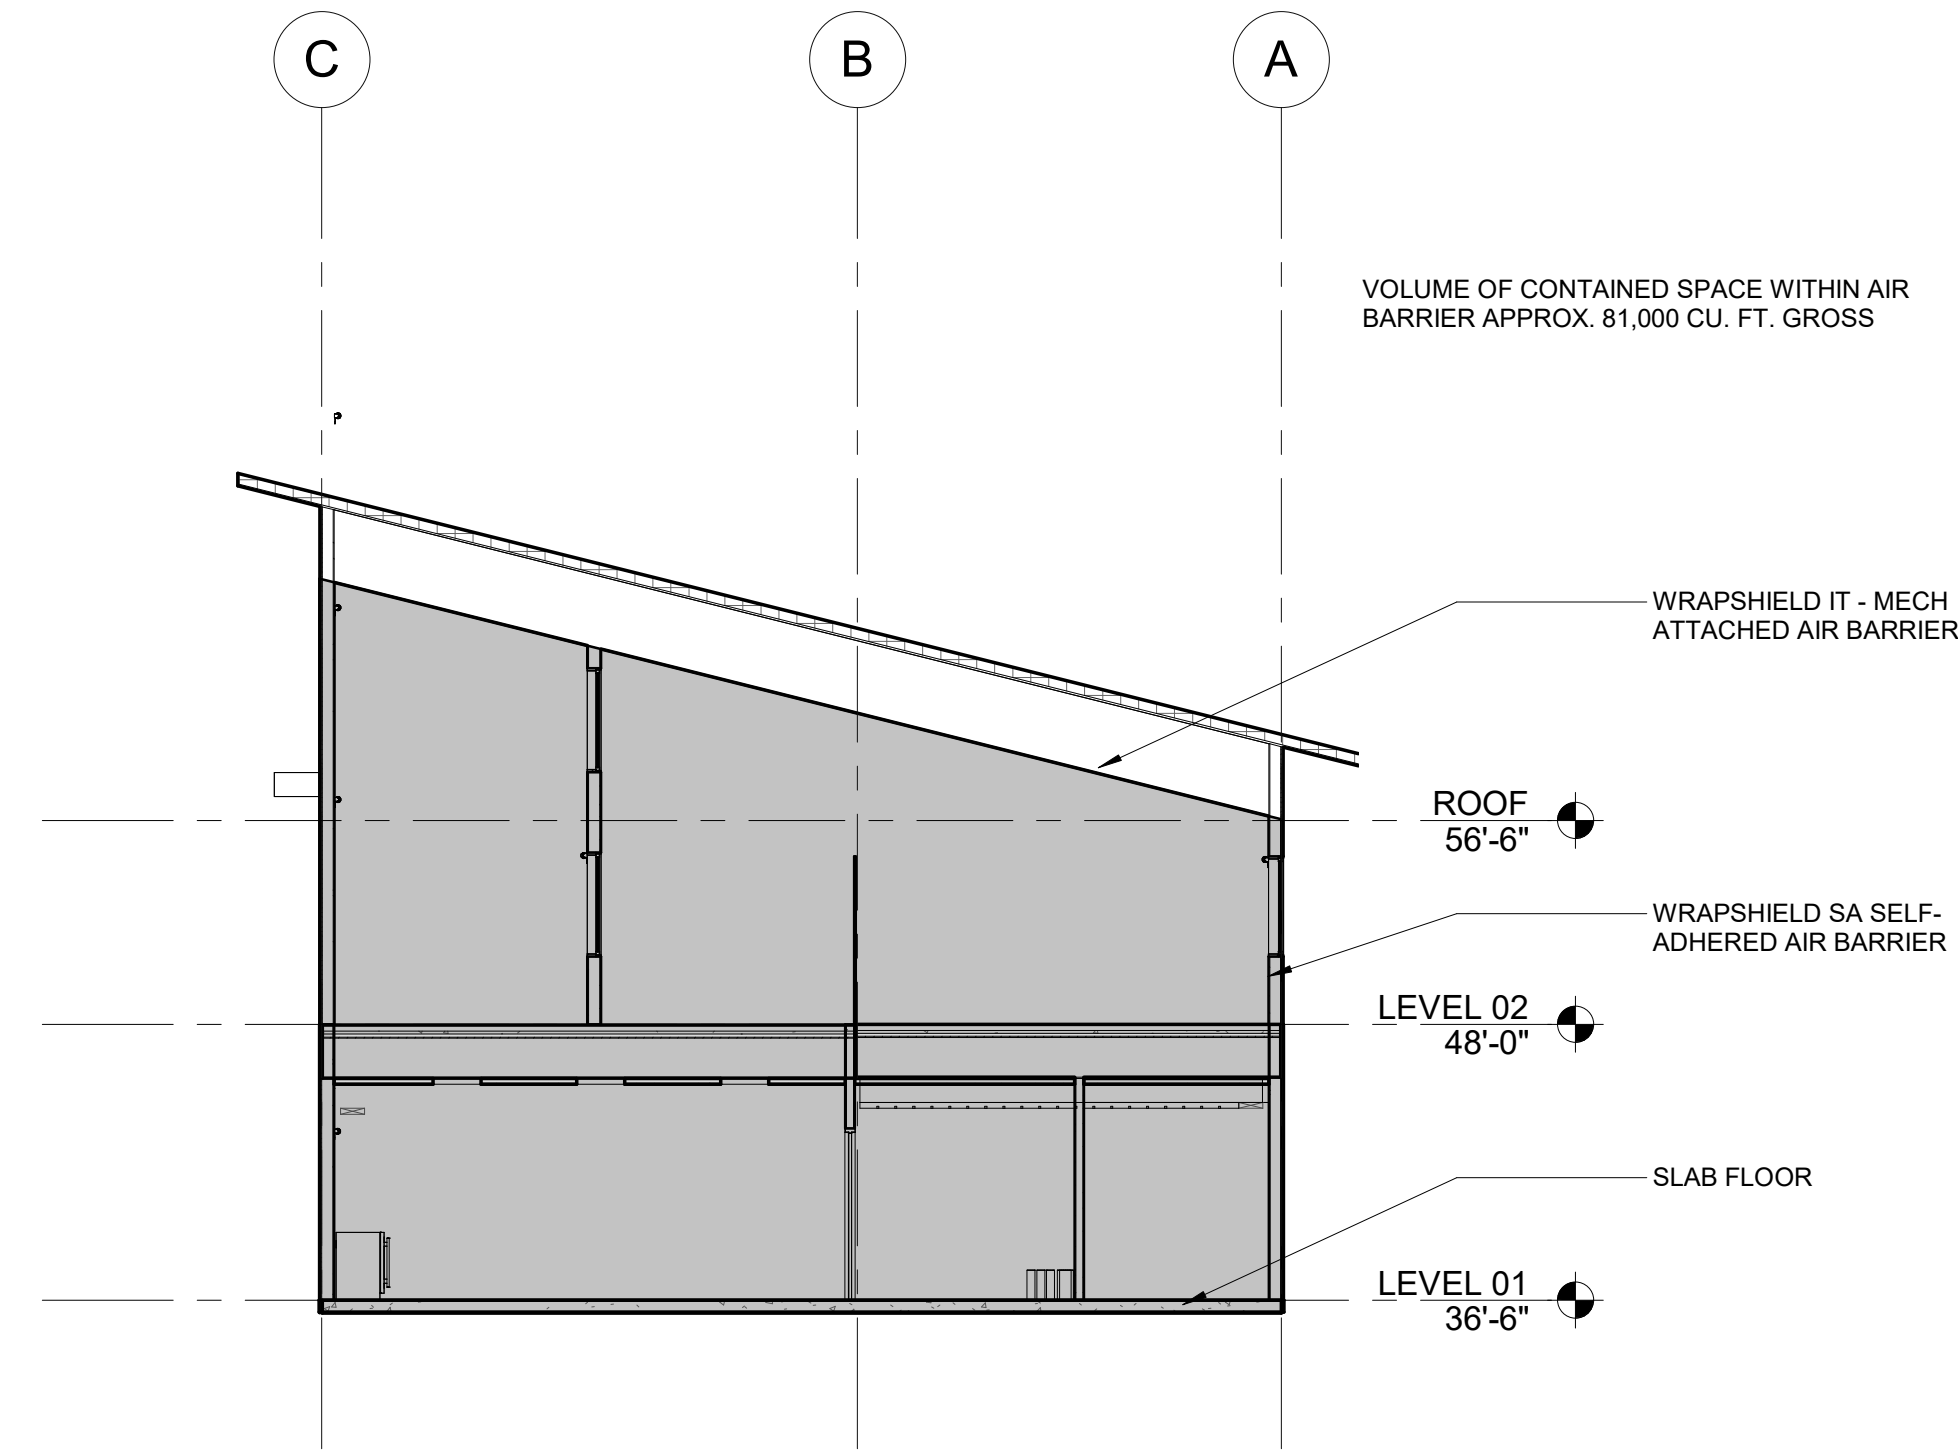 C
B
A
VOLUME OF CONTAINED SPACE WITHIN AIR
BARRIER APPROX. 81,000 CU. FT. GROSS
WRAPSHIELD IT - MECH
ATTACHED AIR BARRIER
ROOF
56'-6"
WRAPSHIELD SA SELF-
ADHERED AIR BARRIER
LEVEL 02
48'-0"
SLAB FLOOR
LEVEL 01
36'-6"